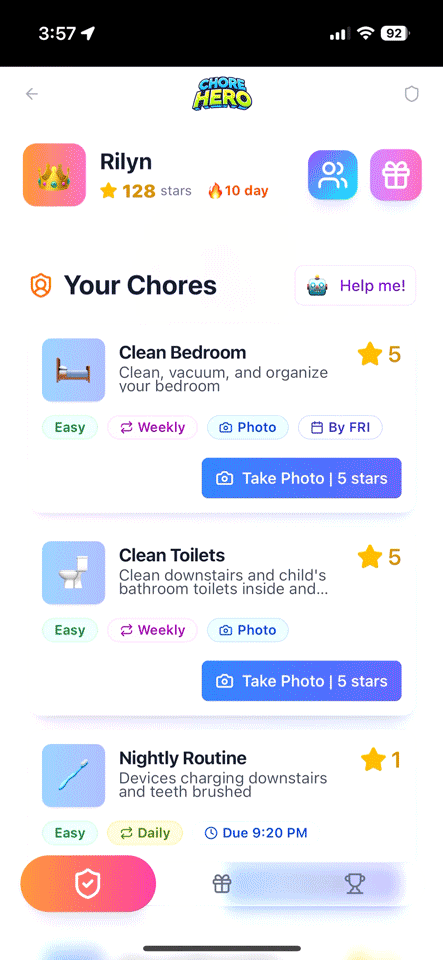 3:57
92
CHORE
HERO
Rilyn
128 stars 10 day
Your Chores
Help me!
Clean Bedroom
5
Clean, vacuum, and organize
your bedroom
Easy Weekly Photo By FRI
Take Photo | 5 stars
Clean Toilets
5
Clean downstairs and child's
bathroom toilets inside and...
Easy Weekly Photo
Take Photo | 5 stars
Nightly Routine
1
Devices charging downstairs
and teeth brushed
Easy Daily Due 9:20 PM